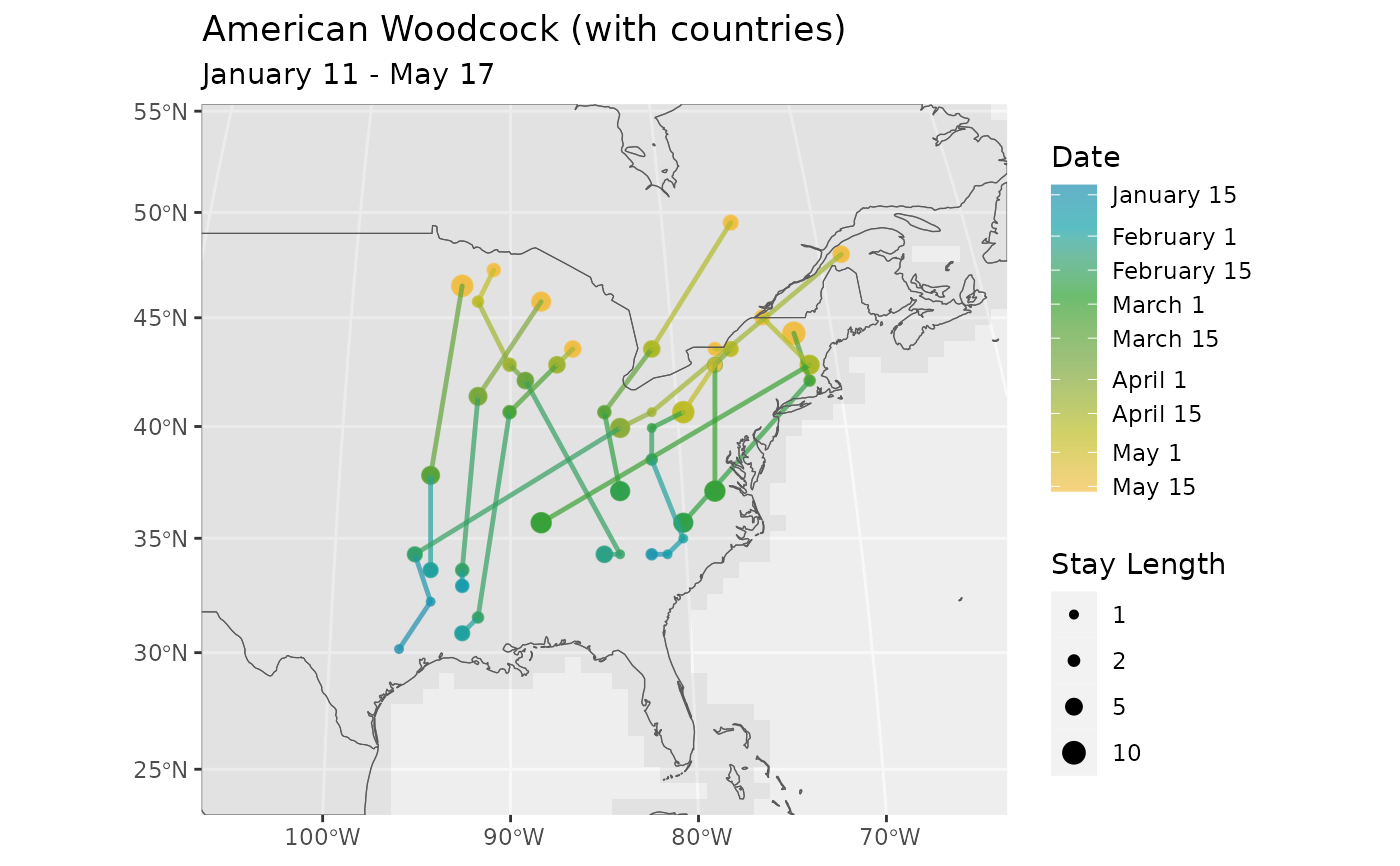 American Woodcock (with countries)
January 11 - May 17
55°N
50°N
45°N
40°N
35°N
30°N
25°N
100°W
90°W
80°W
70°W
Date
January 15
February 1
February 15
March 1
March 15
April 1
April 15
May 1
May 15
Stay Length
1
2
5
10